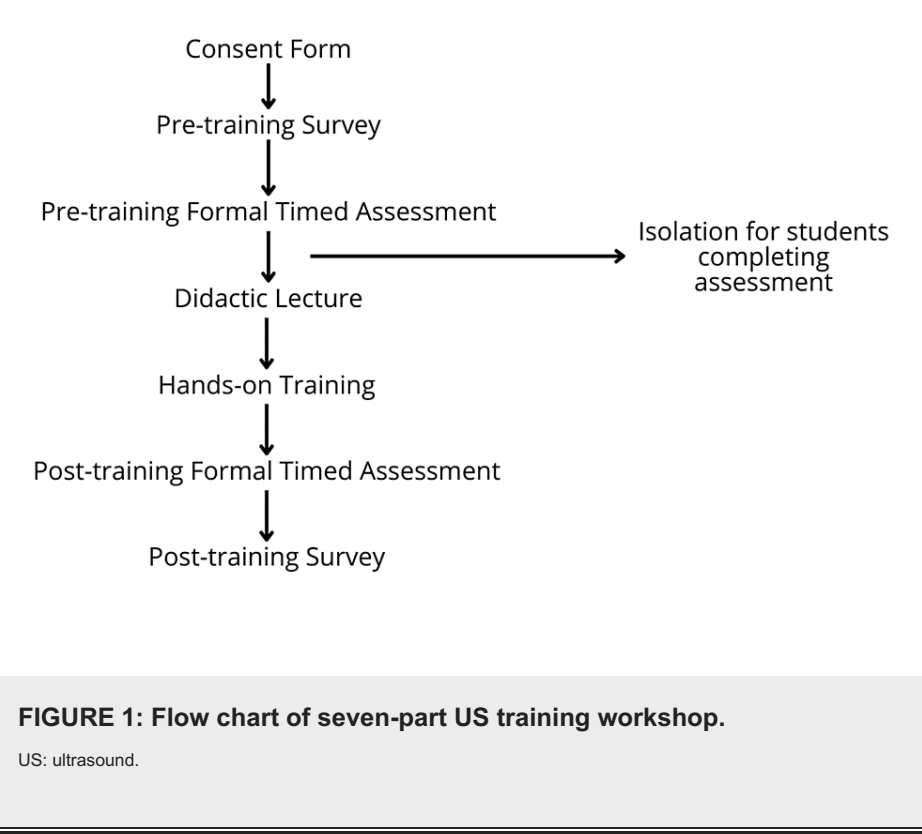 Consent Form
Pre-training Survey
Pre-training Formal Timed Assessment
Isolation for students
completing
assessment
Didactic Lecture
Hands-on Training
Post-training Formal Timed Assessment
Post-training Survey
FIGURE 1: Flow chart of seven-part US training workshop.
US: ultrasound.